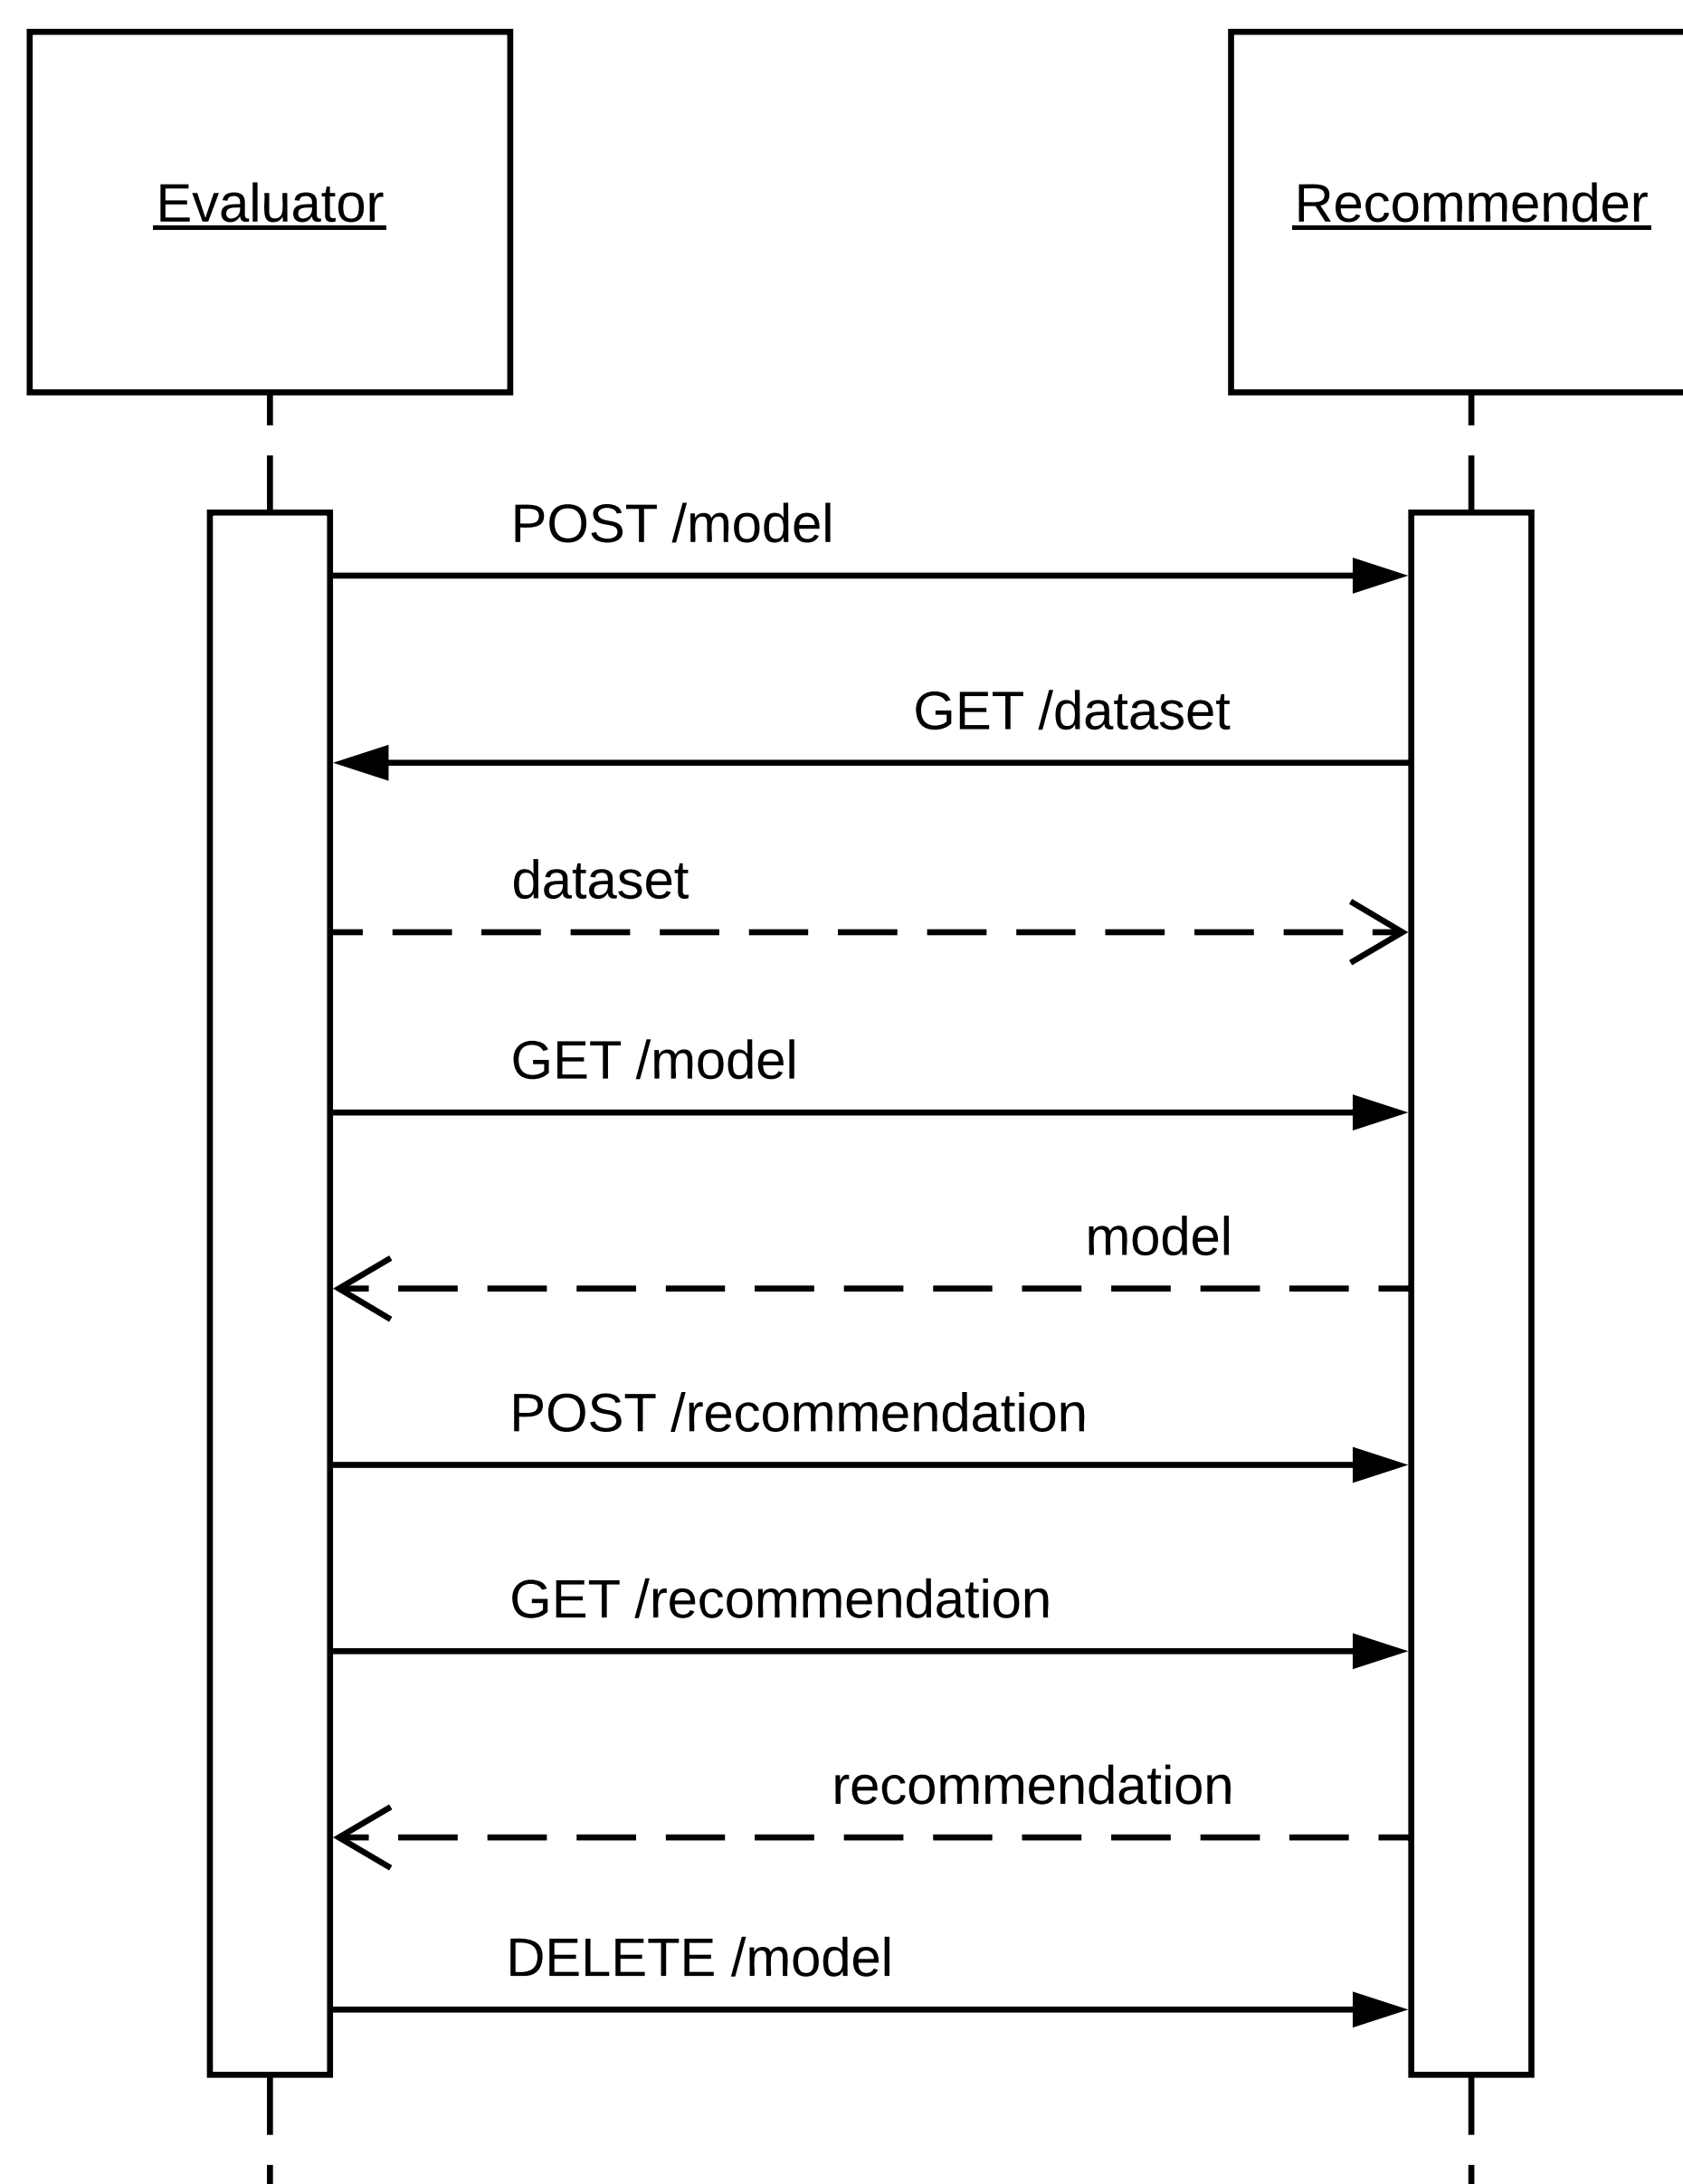 Evaluator
Recommender
POST /model
GET /dataset
dataset
GET /model
model
POST /recommendation
GET /recommendation
recommendation
DELETE /model